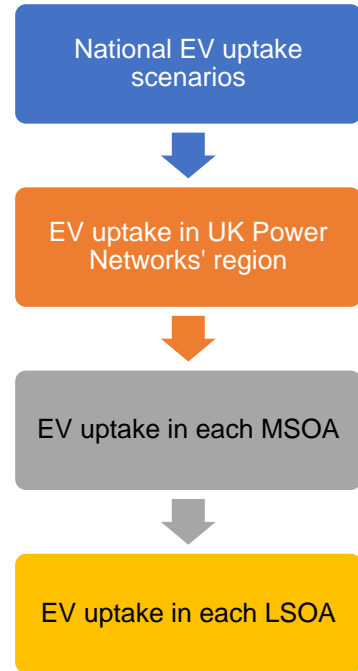 National EV uptake
scenarios
EV uptake in UK Power
Networks' region
EV uptake in each MSOA
EV uptake in each LSOA